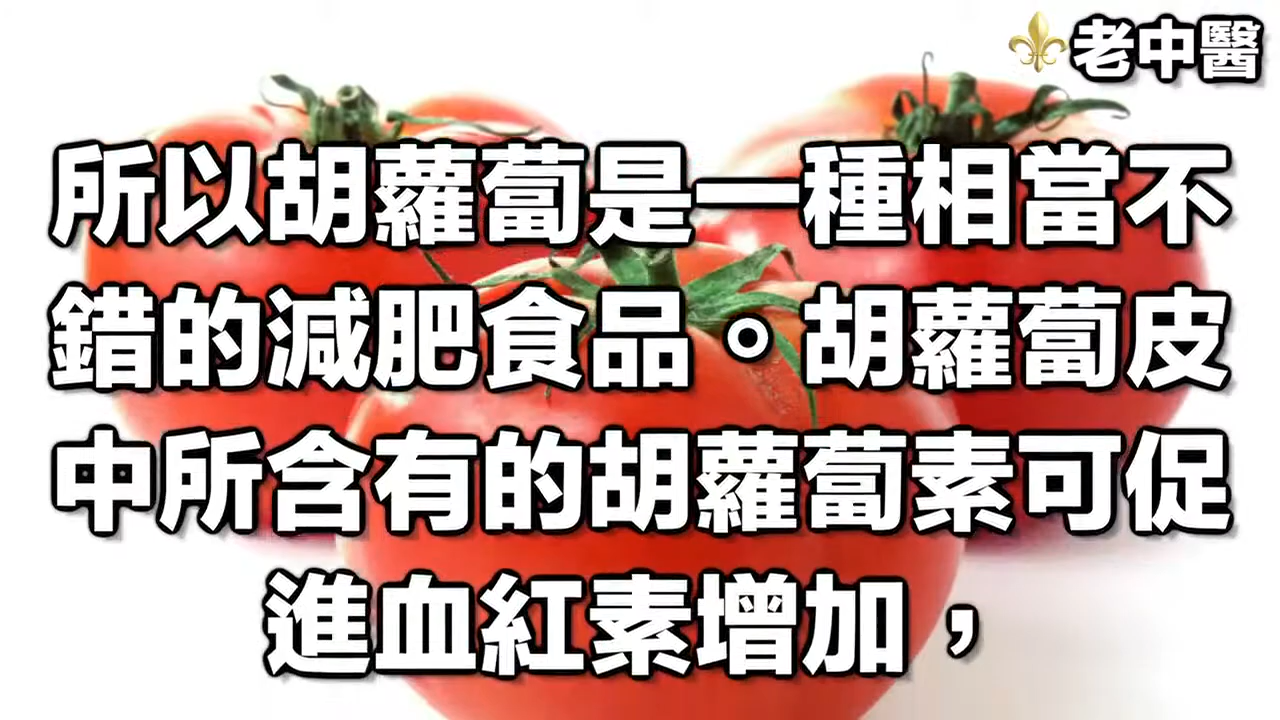 老中醫
所以胡蘿蔔是一種相當不
錯的減肥食品。胡蘿蔔皮
中所含有的胡蘿蔔素可促
進血紅素增加，